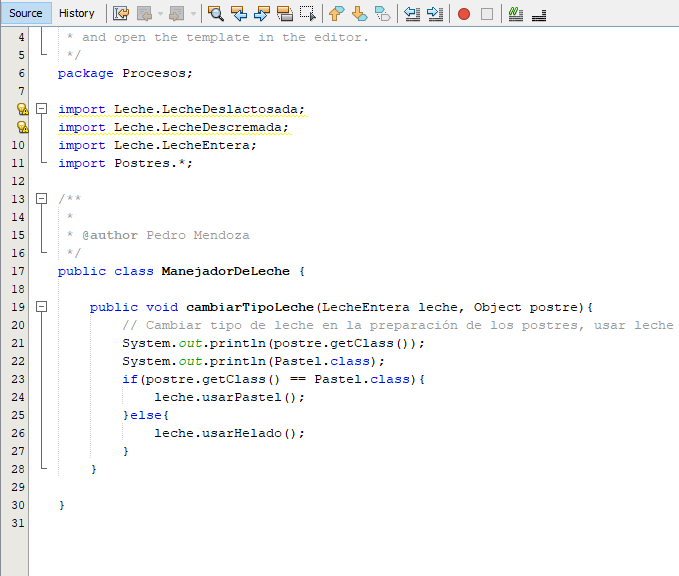 Source History
4 * and open the template in the editor.
5 */
6 package Procesos;
7
import Leche.LecheDeslactosada;
import Leche.LecheDescremada;
10 import Leche.LecheEntera;
11 import Postres.*;
12
13 /**
14 *
15 * @author Pedro Mendoza
16 */
17 public class ManejadorDeLeche {
18
19 public void cambiarTipoLeche(LecheEntera leche, Object postre){
20 // Cambiar tipo de leche en la preparación de los postres, usar leche
21 System.out.println(postre.getClass());
22 System.out.println(Pastel.class);
23 if(postre.getClass() == Pastel.class){
24 leche.usarPastel();
25 }else{
26 leche.usarHelado();
27 }
28 }
29
30 }
31